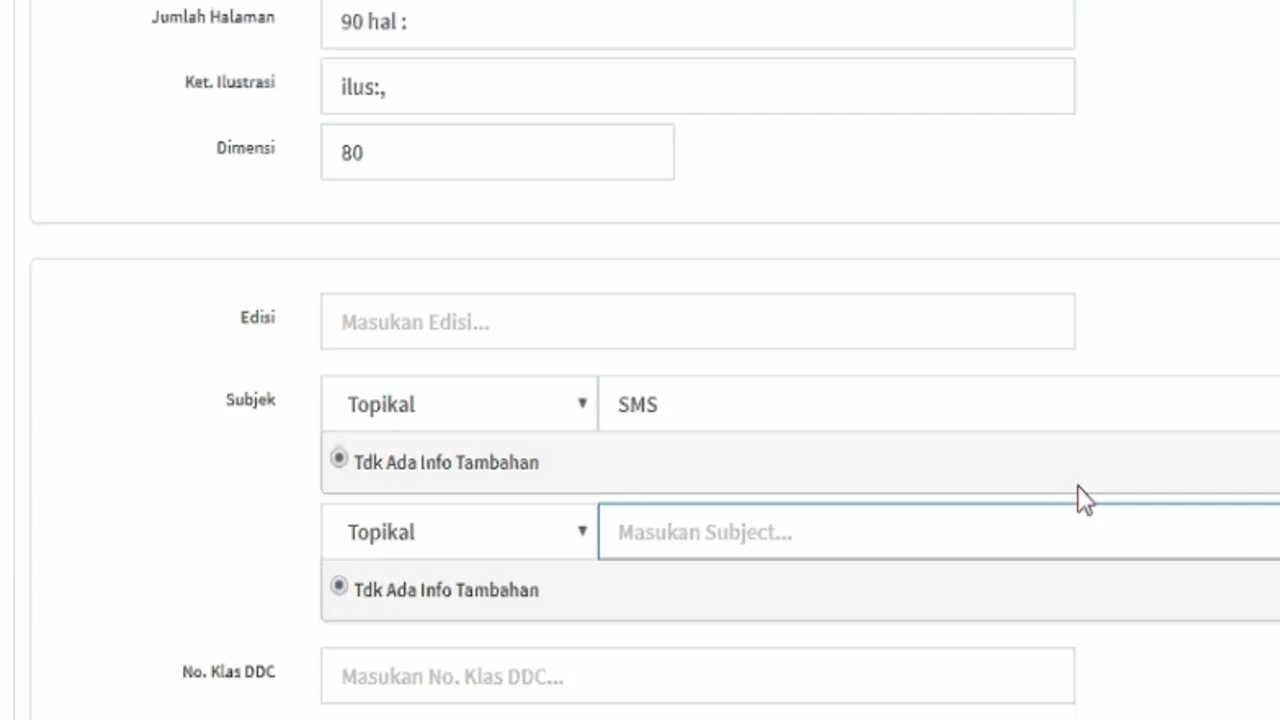 Jumlah Halaman 90 hal :
Ket. Ilustrasi ilus:,
Dimensi 80
Edisi Masukan Edisi...
Subjek Topikal SMS
Tdk Ada Info Tambahan
Topikal Masukan Subject...
Tdk Ada Info Tambahan
No. Klas DDC Masukan No. Klas DDC...